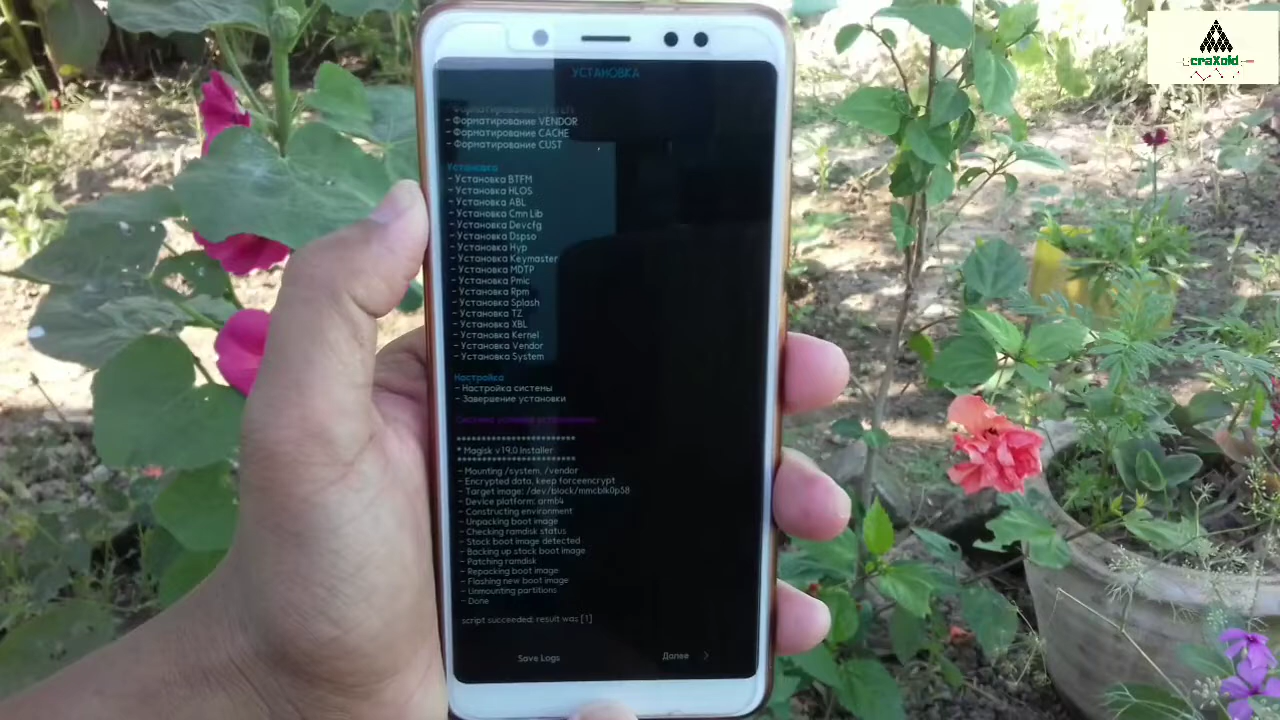 craXoid
УСТАНОВКА
- Форматирование VENDOR
- Форматирование CACHE
- Форматирование CUST
Установка
- Установка BTFM
- Установка HLOS
- Установка ABL
- Установка Cmn Lib
- Установка Devcfg
- Установка Dspso
- Установка Hyp
- Установка Keymaster
- Установка MDTP
- Установка Pmic
- Установка Rpm
- Установка Splash
- Установка TZ
- Установка XBL
- Установка Kernel
- Установка Vendor
- Установка System
Настройка
- Настройка системы
- Завершение установки
************************
* Magisk v19.0 Installer
************************
- Mounting /system, /vendor
- Encrypted data, keep forceencrypt
- Target image: /dev/block/mmcblk0p58
- Device platform: arm64
- Constructing environment
- Unpacking boot image
- Checking ramdisk status
- Stock boot image detected
- Backing up stock boot image
- Patching ramdisk
- Repacking boot image
- Flashing new boot image
- Unmounting partitions
- Done
script succeeded: result was [1]
Save Logs
Далее >